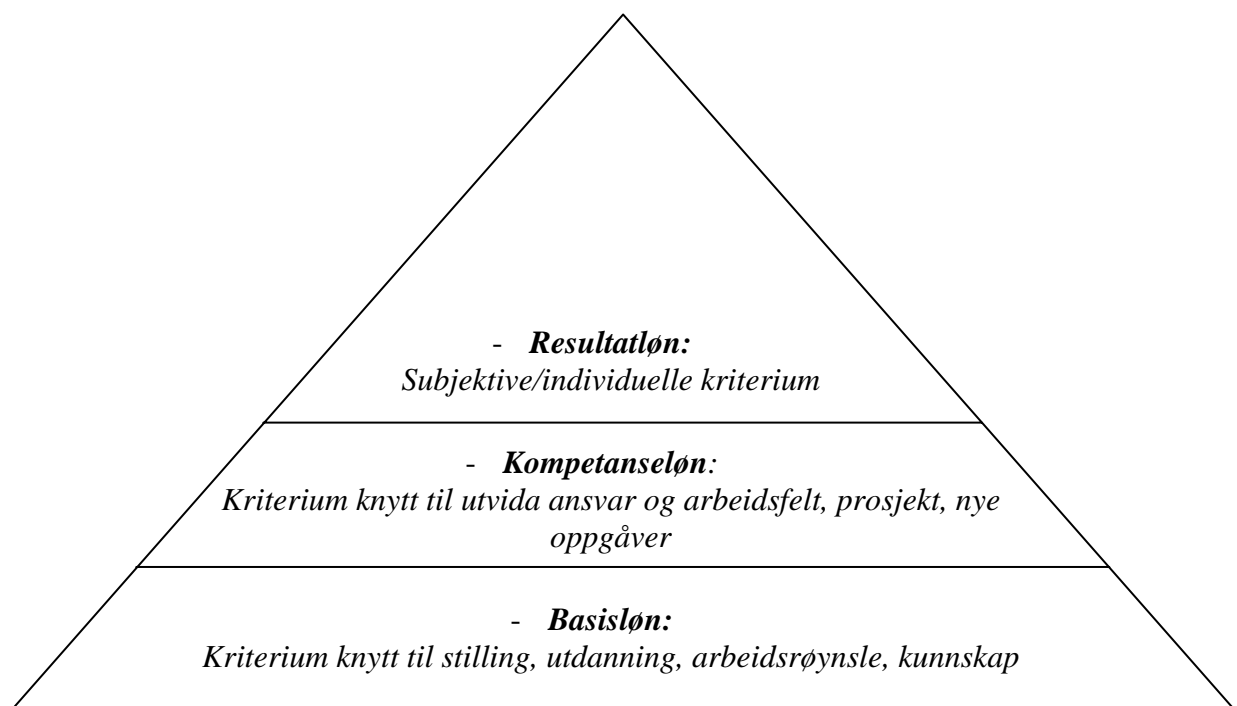 - Resultatløn:
Subjektive/individuelle kriterium
- Kompetanseløn:
Kriterium knytt til utvida ansvar og arbeidsfelt, prosjekt, nye
oppgåver
- Basisløn:
Kriterium knytt til stilling, utdanning, arbeidsrøynsle, kunnskap